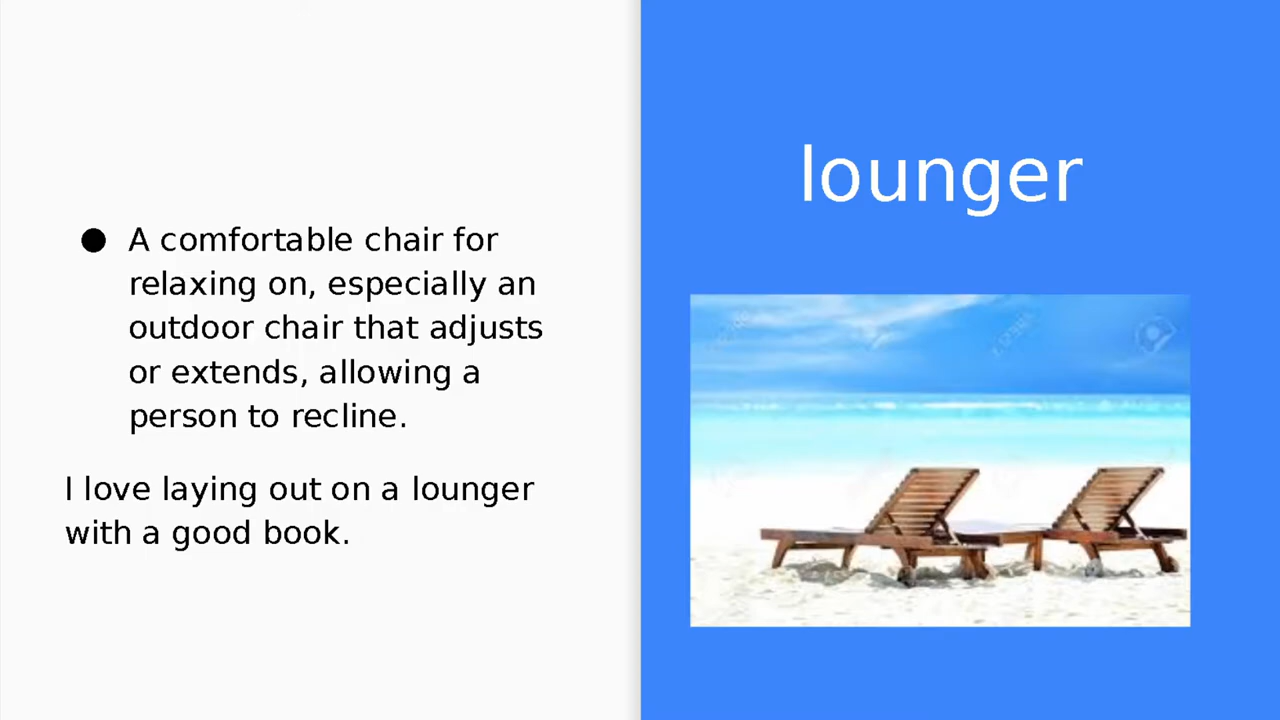 lounger
● A comfortable chair for
relaxing on, especially an
outdoor chair that adjusts
or extends, allowing a
person to recline.
I love laying out on a lounger
with a good book.